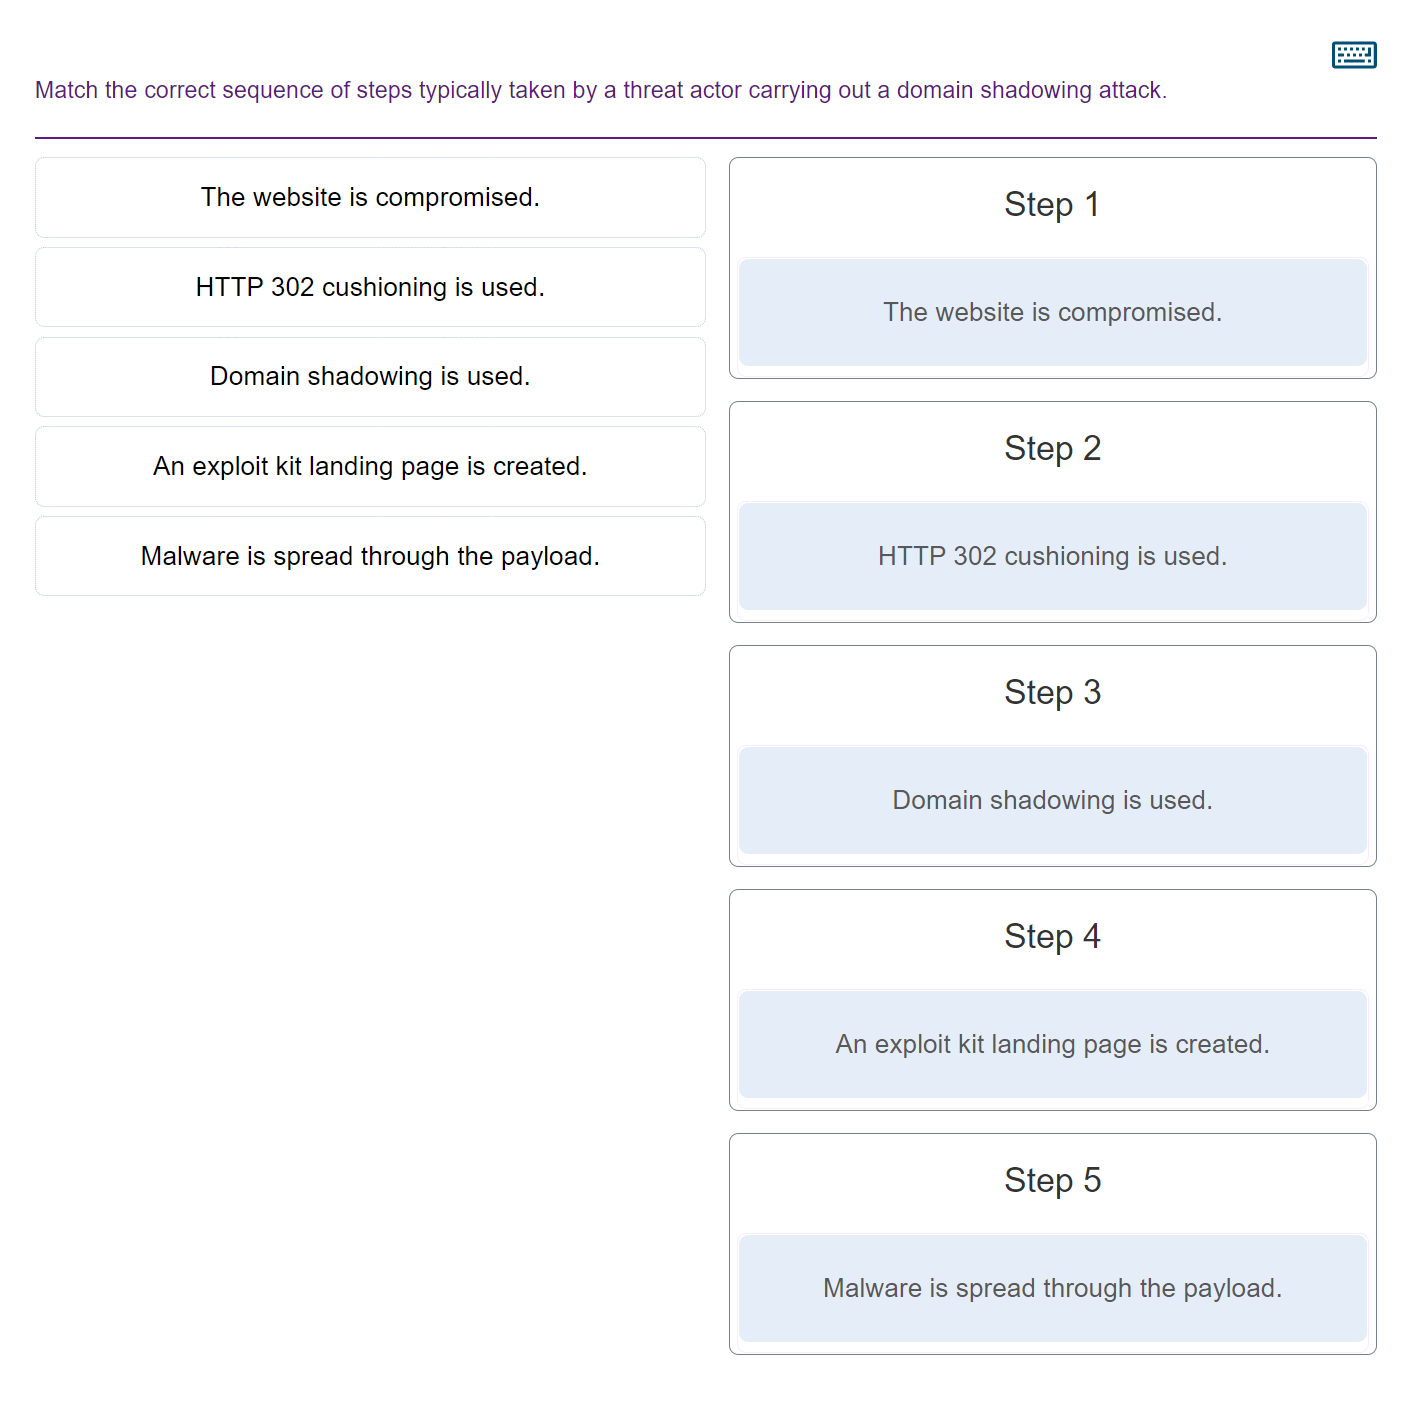 Match the correct sequence of steps typically taken by a threat actor carrying out a domain shadowing attack.
The website is compromised.
HTTP 302 cushioning is used.
Domain shadowing is used.
An exploit kit landing page is created.
Malware is spread through the payload.
Step 1
The website is compromised.
Step 2
HTTP 302 cushioning is used.
Step 3
Domain shadowing is used.
Step 4
An exploit kit landing page is created.
Step 5
Malware is spread through the payload.